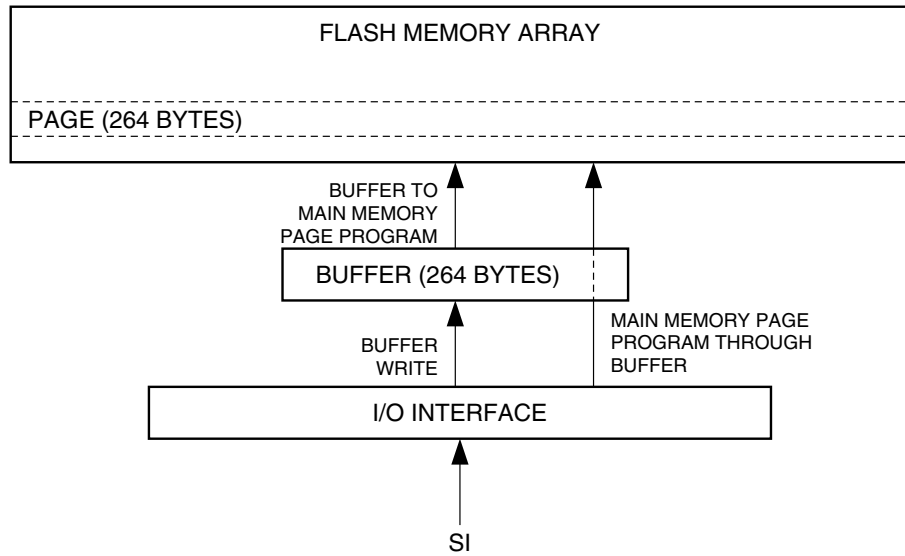 FLASH MEMORY ARRAY
PAGE (264 BYTES)
BUFFER TO
MAIN MEMORY
PAGE PROGRAM
BUFFER (264 BYTES)
BUFFER
WRITE
MAIN MEMORY PAGE
PROGRAM THROUGH
BUFFER
I/O INTERFACE
SI